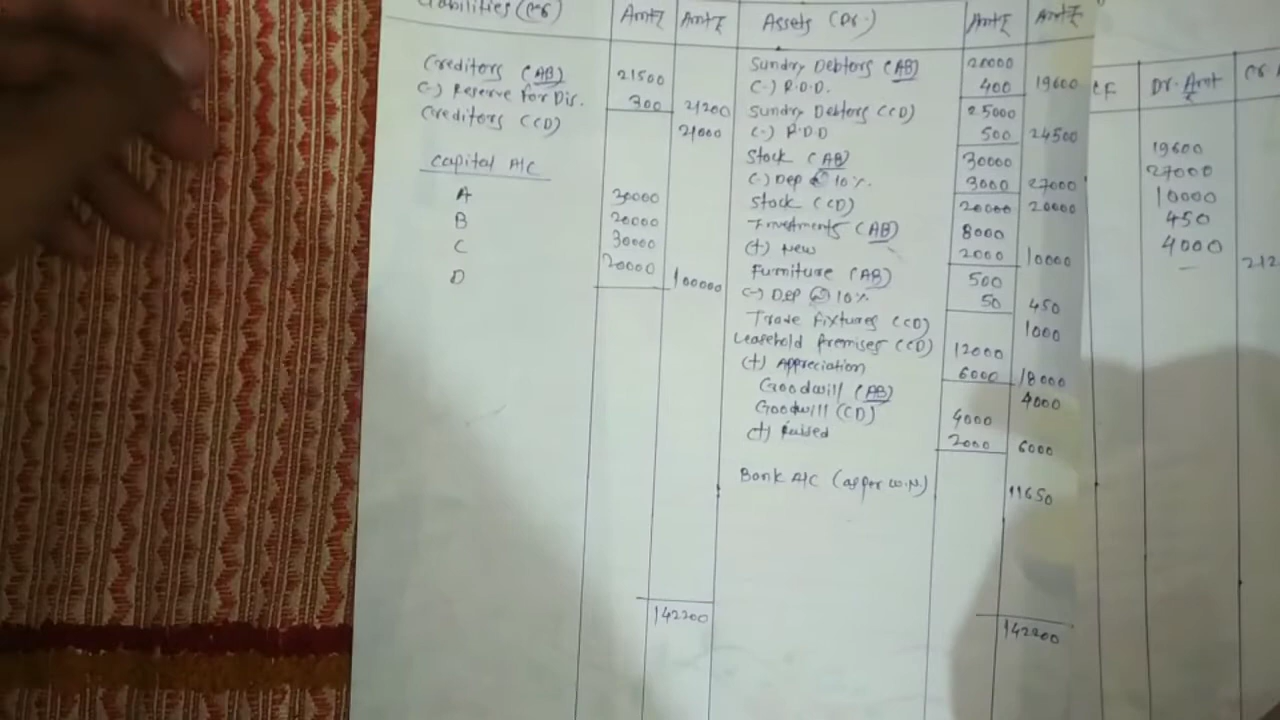 Liabilities (Cr) Amt₹ Amt₹ Assets (Dr.) Amt₹ Amt₹
Creditors (AB) 21500 Sundry Debtors (AB) 20000
(-) Reserve for Dis. 300 21200 (-) R.D.D. 400 19600
Creditors (CD) 21000 Sundry Debtors (CD) 25000
(-) R.D.D 500 24500
Capital A/C Stock (AB) 30000
(-) Dep @ 10%. 3000 27000
A 30000 Stock (CD) 20000 20000
B 20000 Investments (AB) 8000
C 30000 (+) New 2000 10000
D 20000 100000 Furniture (AB) 500
(-) Dep @ 10% 50 450
Trade Fixtures (CD) 1000
Leasehold Premises (CD) 12000
(+) Appreciation 6000 18000
Goodwill (AB) 4000
Goodwill (CD) 4000
(+) Raised 2000 6000
Bank A/C (as per W.N.) 11650
142200 142200
Dr. Amt ₹
19600
27000
10000
450
4000
212